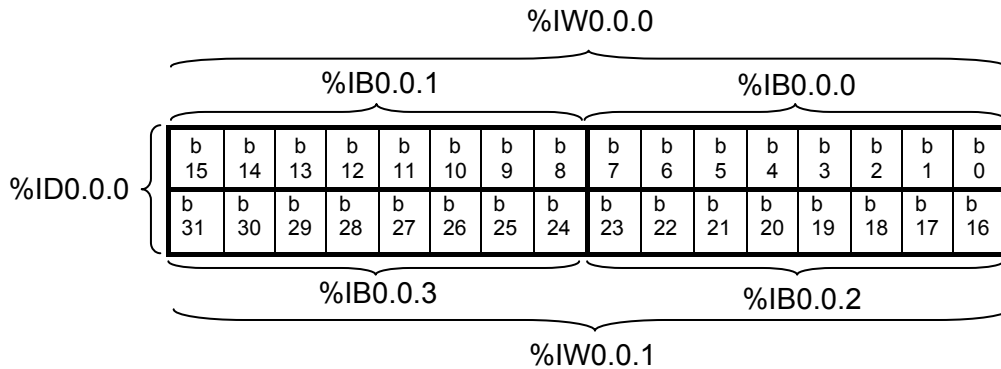 %IW0.0.0
%IB0.0.1 %IB0.0.0
b b b b b b b b b b b b b b b b
15 14 13 12 11 10 9 8 7 6 5 4 3 2 1 0
%ID0.0.0
b b b b b b b b b b b b b b b b
31 30 29 28 27 26 25 24 23 22 21 20 19 18 17 16
%IB0.0.3 %IB0.0.2
%IW0.0.1